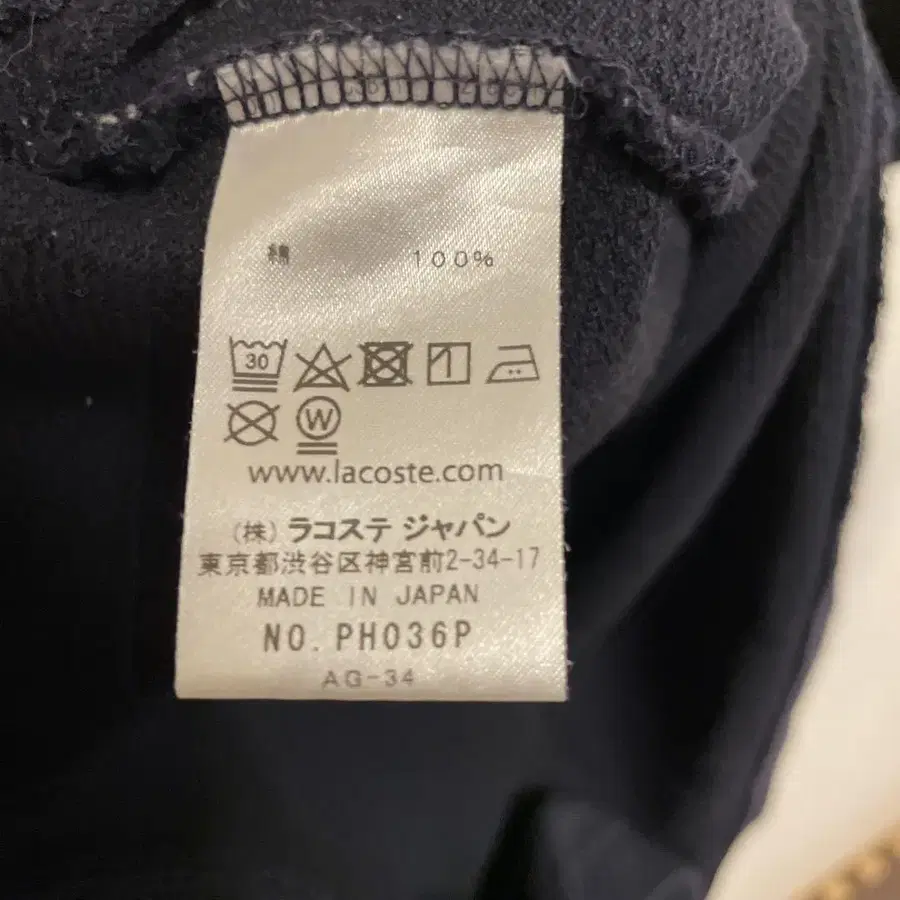 綿 100%
30
W
www.lacoste.com
(株) ラコステ ジャパン
東京都渋谷区神宮前2-34-17
MADE IN JAPAN
NO. PH036P
AG-34